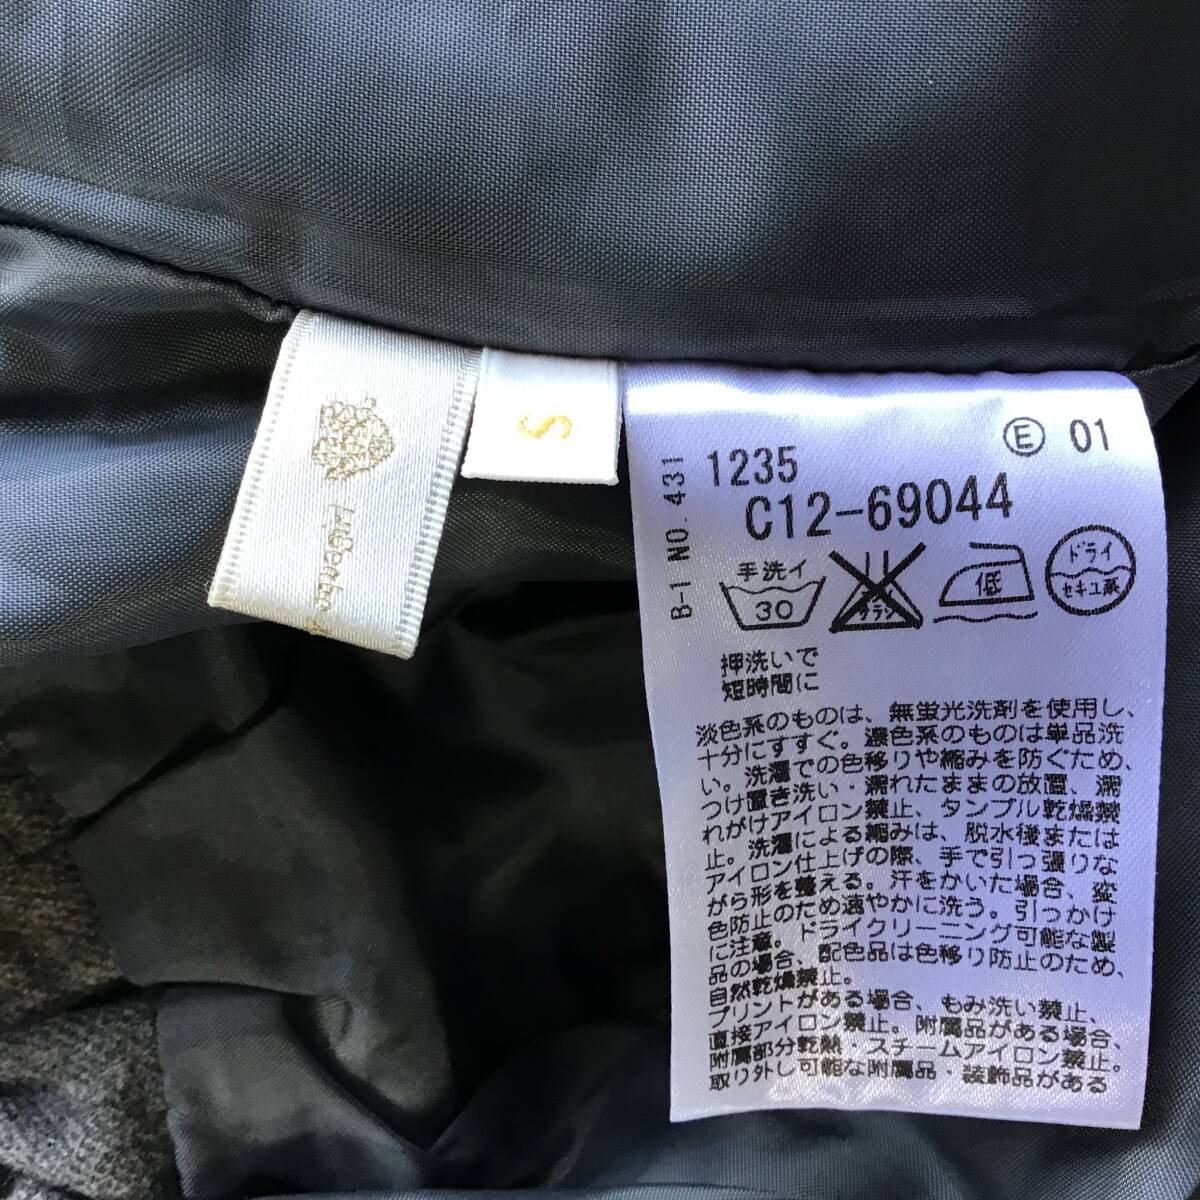 S
Ⓔ 01
1235
C12-69044
B-1 NO. 431
手洗イ
30
サラシ
低
ドライ
セキユ系
押洗いで
短時間に
淡色系のものは、無蛍光洗剤を使用し、
十分にすすぐ。濃色系のものは単品洗
い。洗濯での色移りや縮みを防ぐため、
つけ置き洗い・濡れたままの放置、濡
れがけアイロン禁止、タンブル乾燥禁
止。洗濯による縮みは、脱水後または
アイロン仕上げの際、手で引っ張りな
がら形を整える。汗をかいた場合、変
色防止のため速やかに洗う。引っかけ
に注意。ドライクリーニング可能な製
品の場合、配色品は色移り防止のため、
自然乾燥禁止。
プリントがある場合、もみ洗い禁止、
直接アイロン禁止。附属品がある場合、
附属部分乾熱・スチームアイロン禁止。
取り外し可能な附属品・装飾品がある